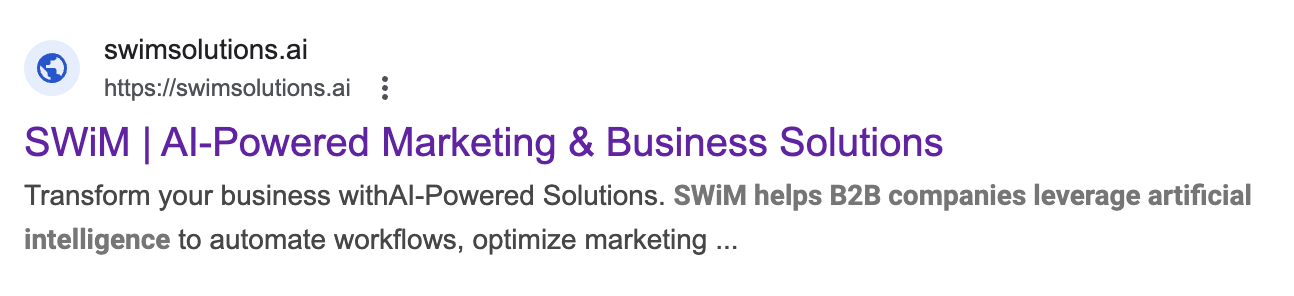 swimsolutions.ai
https://swimsolutions.ai
SWiM | AI-Powered Marketing & Business Solutions
Transform your business withAI-Powered Solutions. SWiM helps B2B companies leverage artificial
intelligence to automate workflows, optimize marketing ...